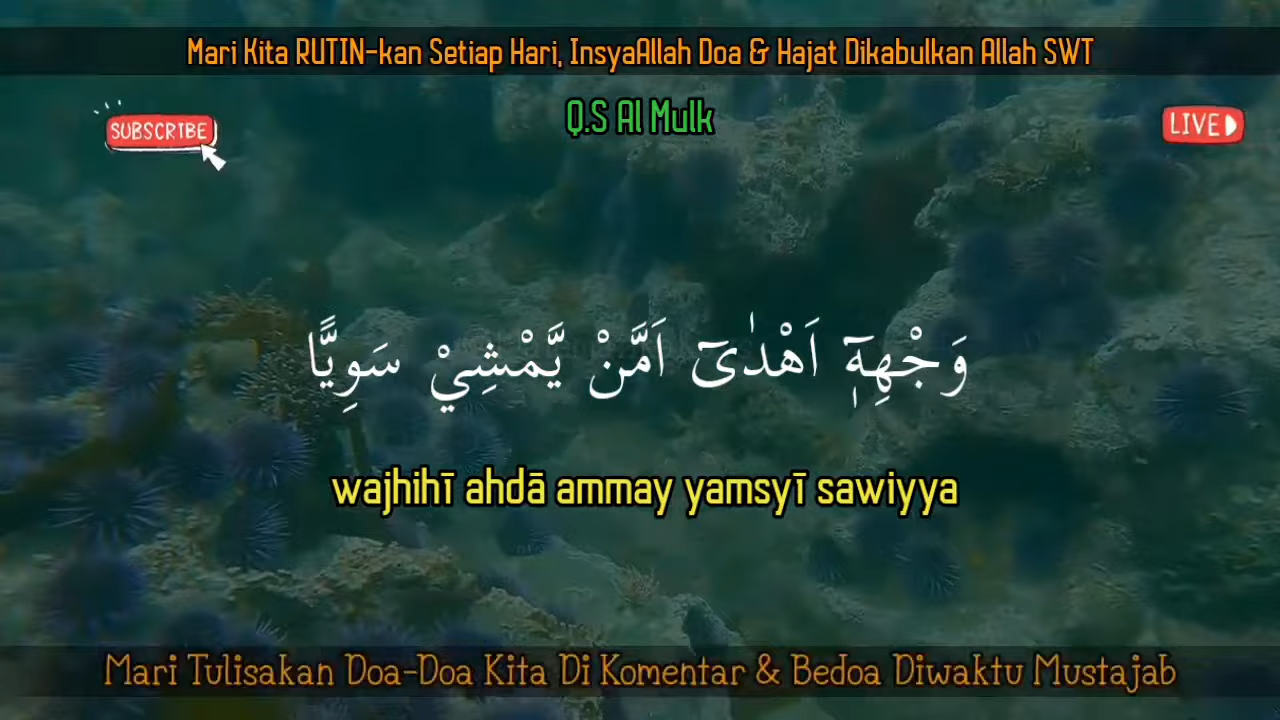 Mari Kita RUTIN-kan Setiap Hari, InsyaAllah Doa & Hajat Dikabulkan Allah SWT
Q.S Al Mulk
SUBSCRIBE
LIVE
وَجْهِهٖٓ اَهْدٰىٓ اَمَّنْ يَّمْشِيْ سَوِيًّا
wajhihī ahdā ammay yamsyī sawiyya
Mari Tulisakan Doa-Doa Kita Di Komentar & Bedoa Diwaktu Mustajab